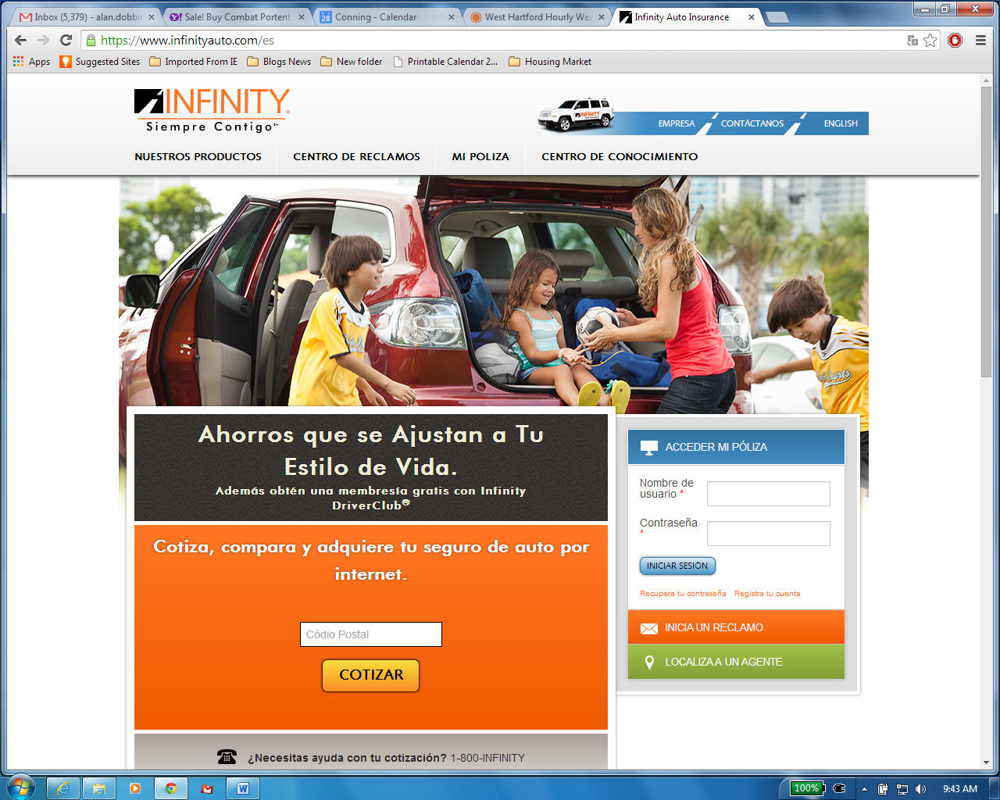 Inbox (5,379) - alan.dobbin
Sale! Buy Combat Portent
Conning - Calendar
West Hartford Hourly Wea
Infinity Auto Insurance
https://www.infinityauto.com/es
Apps
Suggested Sites
Imported From IE
Blogs News
New folder
Printable Calendar 2...
Housing Market
INFINITY®
Siempre Contigo
INFINITY
EMPRESA
CONTÁCTANOS
ENGLISH
NUESTROS PRODUCTOS
CENTRO DE RECLAMOS
MI POLIZA
CENTRO DE CONOCIMIENTO
Ahorros que se Ajustan a Tu
Estilo de Vida.
Además obtén una membresía gratis con Infinity
DriverClub®
Cotiza, compara y adquiere tu seguro de auto por
internet.
Códio Postal
COTIZAR
¿Necesitas ayuda con tu cotización? 1-800-INFINITY
ACCEDER MI PÓLIZA
Nombre de
usuario *
Contraseña
*
INICIAR SESIÓN
Recupera tu contraseña
Registra tu cuenta
INICIA UN RECLAMO
LOCALIZA A UN AGENTE
100%
9:43 AM